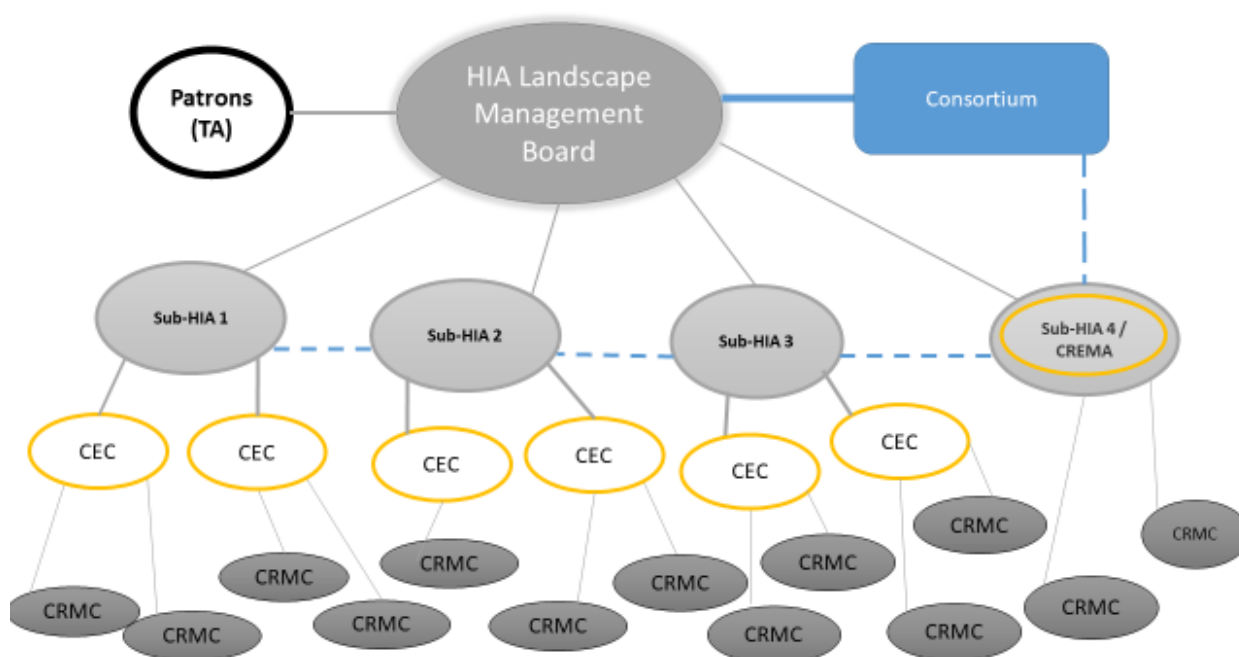 Patrons
(TA)
HIA Landscape
Management
Board
Consortium
Sub-HIA 1
Sub-HIA 2
Sub-HIA 3
Sub-HIA 4 /
CREMA
CEC
CEC
CEC
CEC
CEC
CEC
CRMC
CRMC
CRMC
CRMC
CRMC
CRMC
CRMC
CRMC
CRMC
CRMC
CRMC
CRMC
CRMC